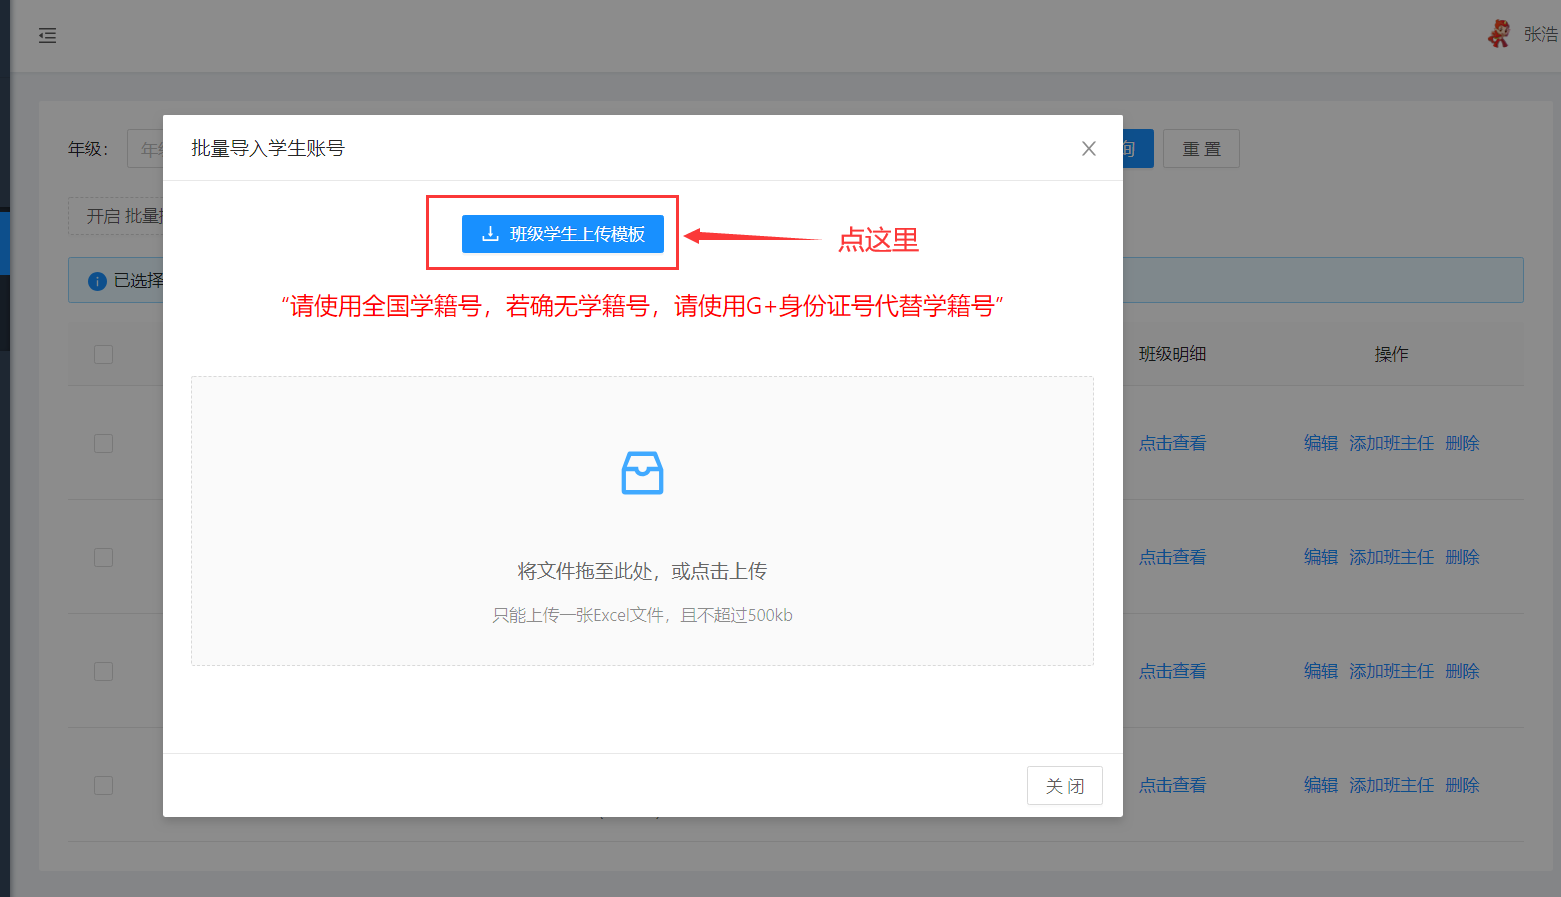 张浩
批量导入学生账号
年级：
重 置
班级学生上传模板
点这里
开启 批量
已选择
“请使用全国学籍号，若确无学籍号，请使用G+身份证号代替学籍号”
班级明细 操作
点击查看 编辑 添加班主任 删除
将文件拖至此处，或点击上传
点击查看 编辑 添加班主任 删除
只能上传一张Excel文件，且不超过500kb
点击查看 编辑 添加班主任 删除
关 闭
点击查看 编辑 添加班主任 删除